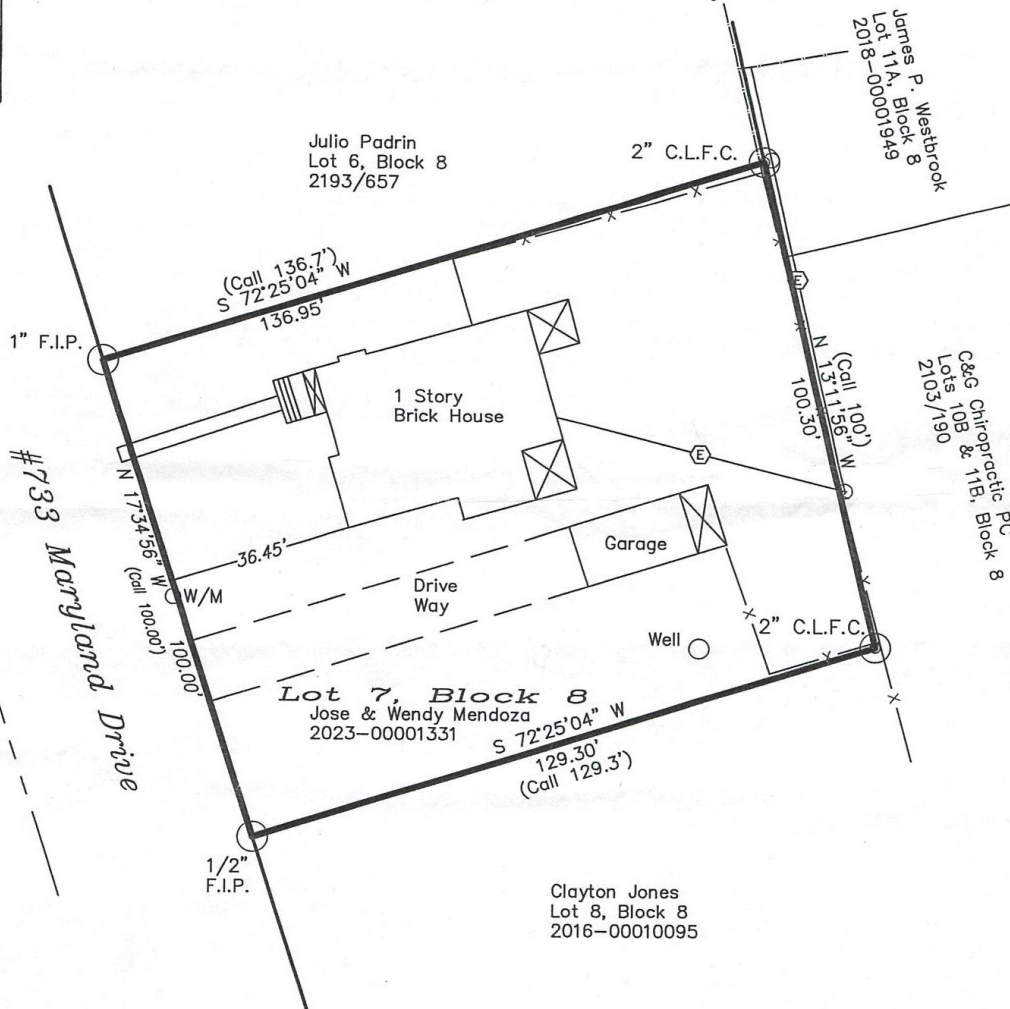 James P. Westbrook
Lot 11A, Block 8
2018-00001949
Julio Padrin
Lot 6, Block 8
2193/657
2" C.L.F.C.
(Call 136.7')
S 72°25'04" W
136.95'
1" F.I.P.
E
1 Story
Brick House
(Call 100')
N 13°11'56" W
100.30'
C&G Chiropractic PC
Lots 10B & 11B, Block 8
2103/190
E
#733 Maryland Drive
N 17°34'56" W
100.00'
(Call 100.00')
36.45'
W/M
Garage
Drive
Way
Well
2" C.L.F.C.
Lot 7, Block 8
Jose & Wendy Mendoza
2023-00001331
S 72°25'04" W
129.30'
(Call 129.3')
1/2"
F.I.P.
Clayton Jones
Lot 8, Block 8
2016-00010095